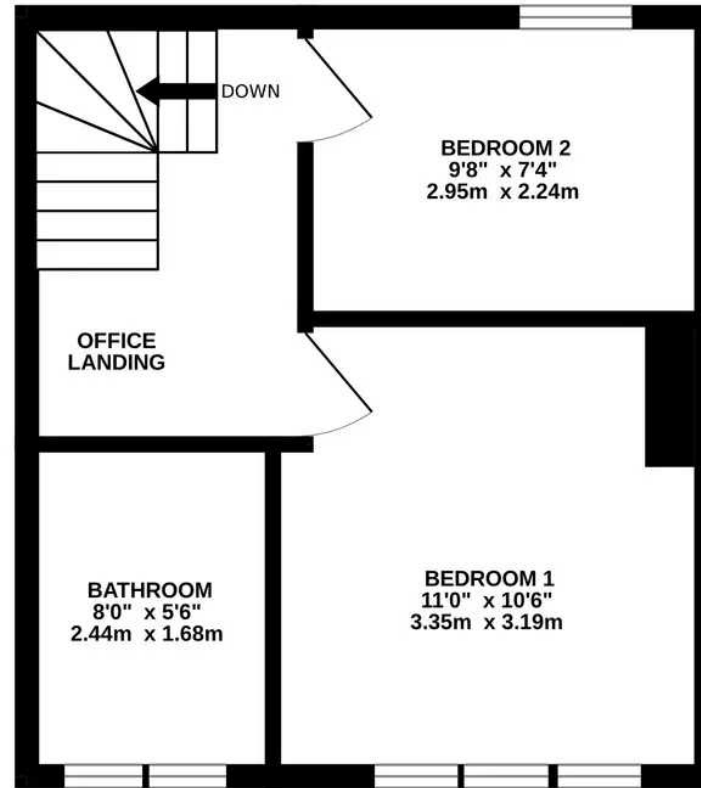 DOWN
BEDROOM 2
9'8" x 7'4"
2.95m x 2.24m
OFFICE
LANDING
BATHROOM
8'0" x 5'6"
2.44m x 1.68m
BEDROOM 1
11'0" x 10'6"
3.35m x 3.19m